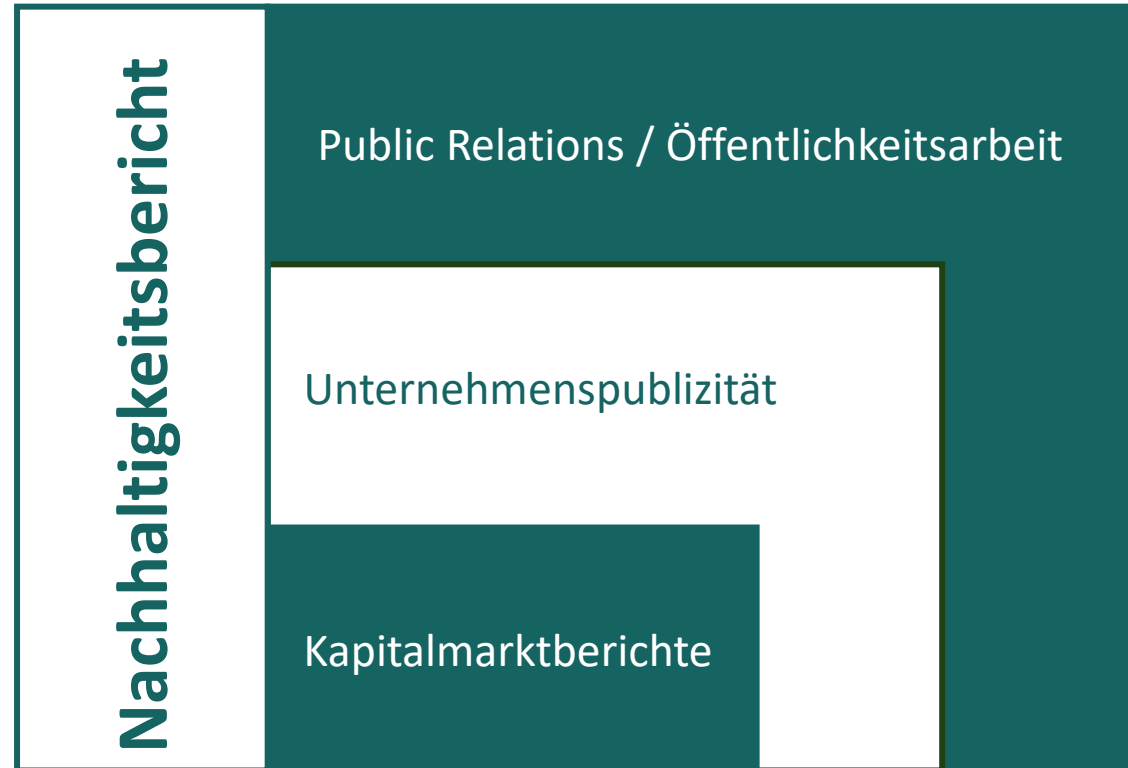 Nachhaltigkeitsbericht
Public Relations / Öffentlichkeitsarbeit
Unternehmenspublizität
Kapitalmarktberichte